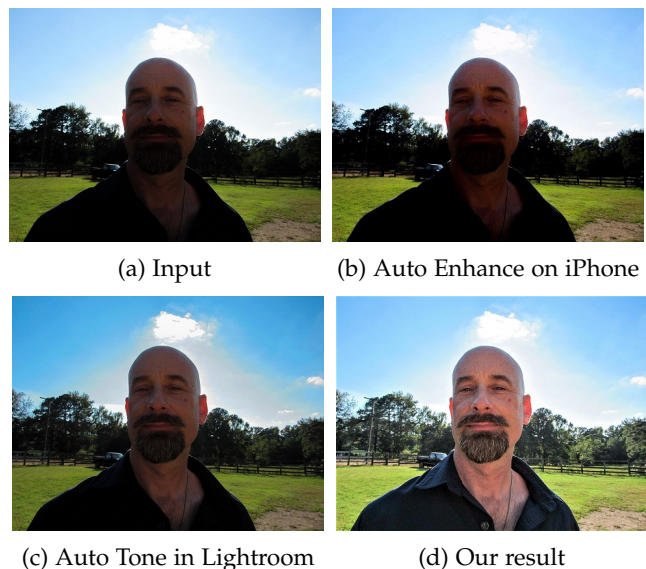 (a) Input
(b) Auto Enhance on iPhone
(c) Auto Tone in Lightroom
(d) Our result